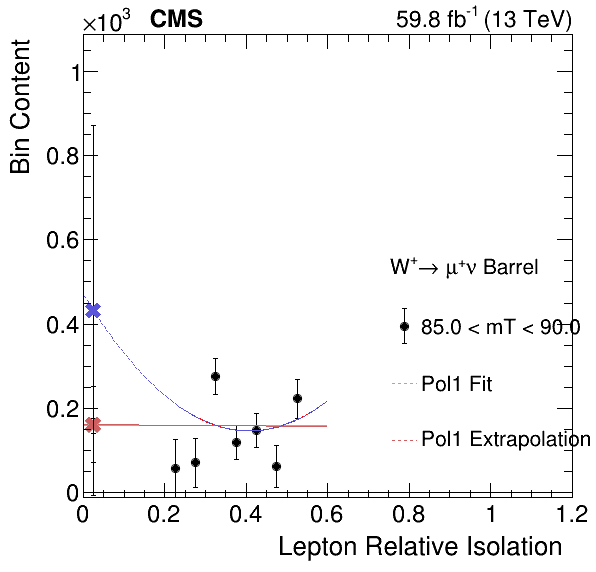 ×10³ CMS 59.8 fb⁻¹ (13 TeV)
Bin Content
1
0.8
0.6
0.4
0.2
0
W⁺→ μ⁺ν Barrel
85.0 < mT < 90.0
Pol1 Fit
Pol1 Extrapolation
0 0.2 0.4 0.6 0.8 1 1.2
Lepton Relative Isolation